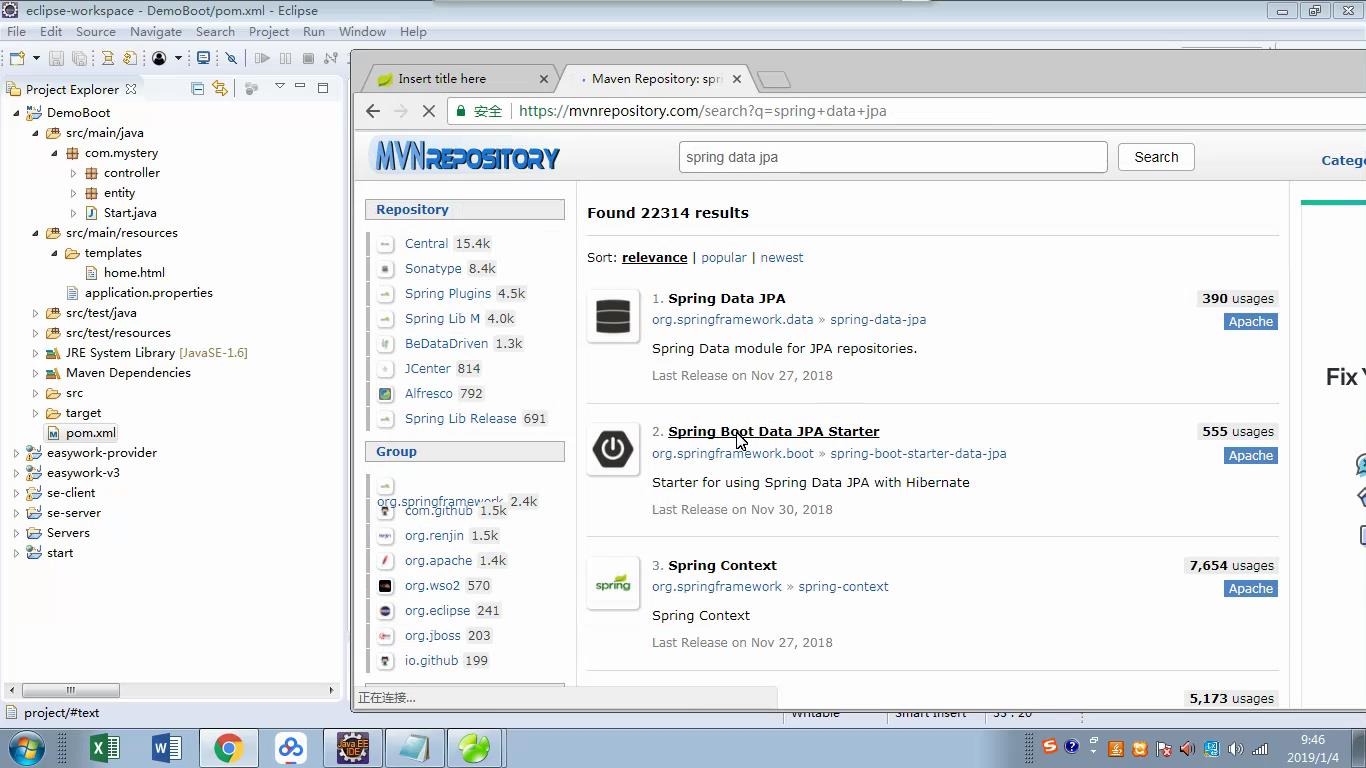 eclipse-workspace - DemoBoot/pom.xml - Eclipse
File Edit Source Navigate Search Project Run Window Help
Project Explorer
DemoBoot
src/main/java
com.mystery
controller
entity
Start.java
src/main/resources
templates
home.html
application.properties
src/test/java
src/test/resources
JRE System Library [JavaSE-1.6]
Maven Dependencies
src
target
pom.xml
easywork-provider
easywork-v3
se-client
se-server
Servers
start
project/#text
Insert title here
Maven Repository: spri
安全 https://mvnrepository.com/search?q=spring+data+jpa
MVNREPOSITORY
spring data jpa
Search
Catego
Repository
Central 15.4k
Sonatype 8.4k
Spring Plugins 4.5k
Spring Lib M 4.0k
BeDataDriven 1.3k
JCenter 814
Alfresco 792
Spring Lib Release 691
Group
org.springframework 2.4k
com.github 1.5k
org.renjin 1.5k
org.apache 1.4k
org.wso2 570
org.eclipse 241
org.jboss 203
io.github 199
正在连接...
Found 22314 results
Sort: relevance | popular | newest
1. Spring Data JPA
390 usages
org.springframework.data » spring-data-jpa
Apache
Spring Data module for JPA repositories.
Last Release on Nov 27, 2018
2. Spring Boot Data JPA Starter
555 usages
org.springframework.boot » spring-boot-starter-data-jpa
Apache
Starter for using Spring Data JPA with Hibernate
Last Release on Nov 30, 2018
3. Spring Context
7,654 usages
org.springframework » spring-context
Apache
Spring Context
Last Release on Nov 27, 2018
5,173 usages
spring
Fix Y
Writable Smart Insert
Java EE IDE
9:46
2019/1/4